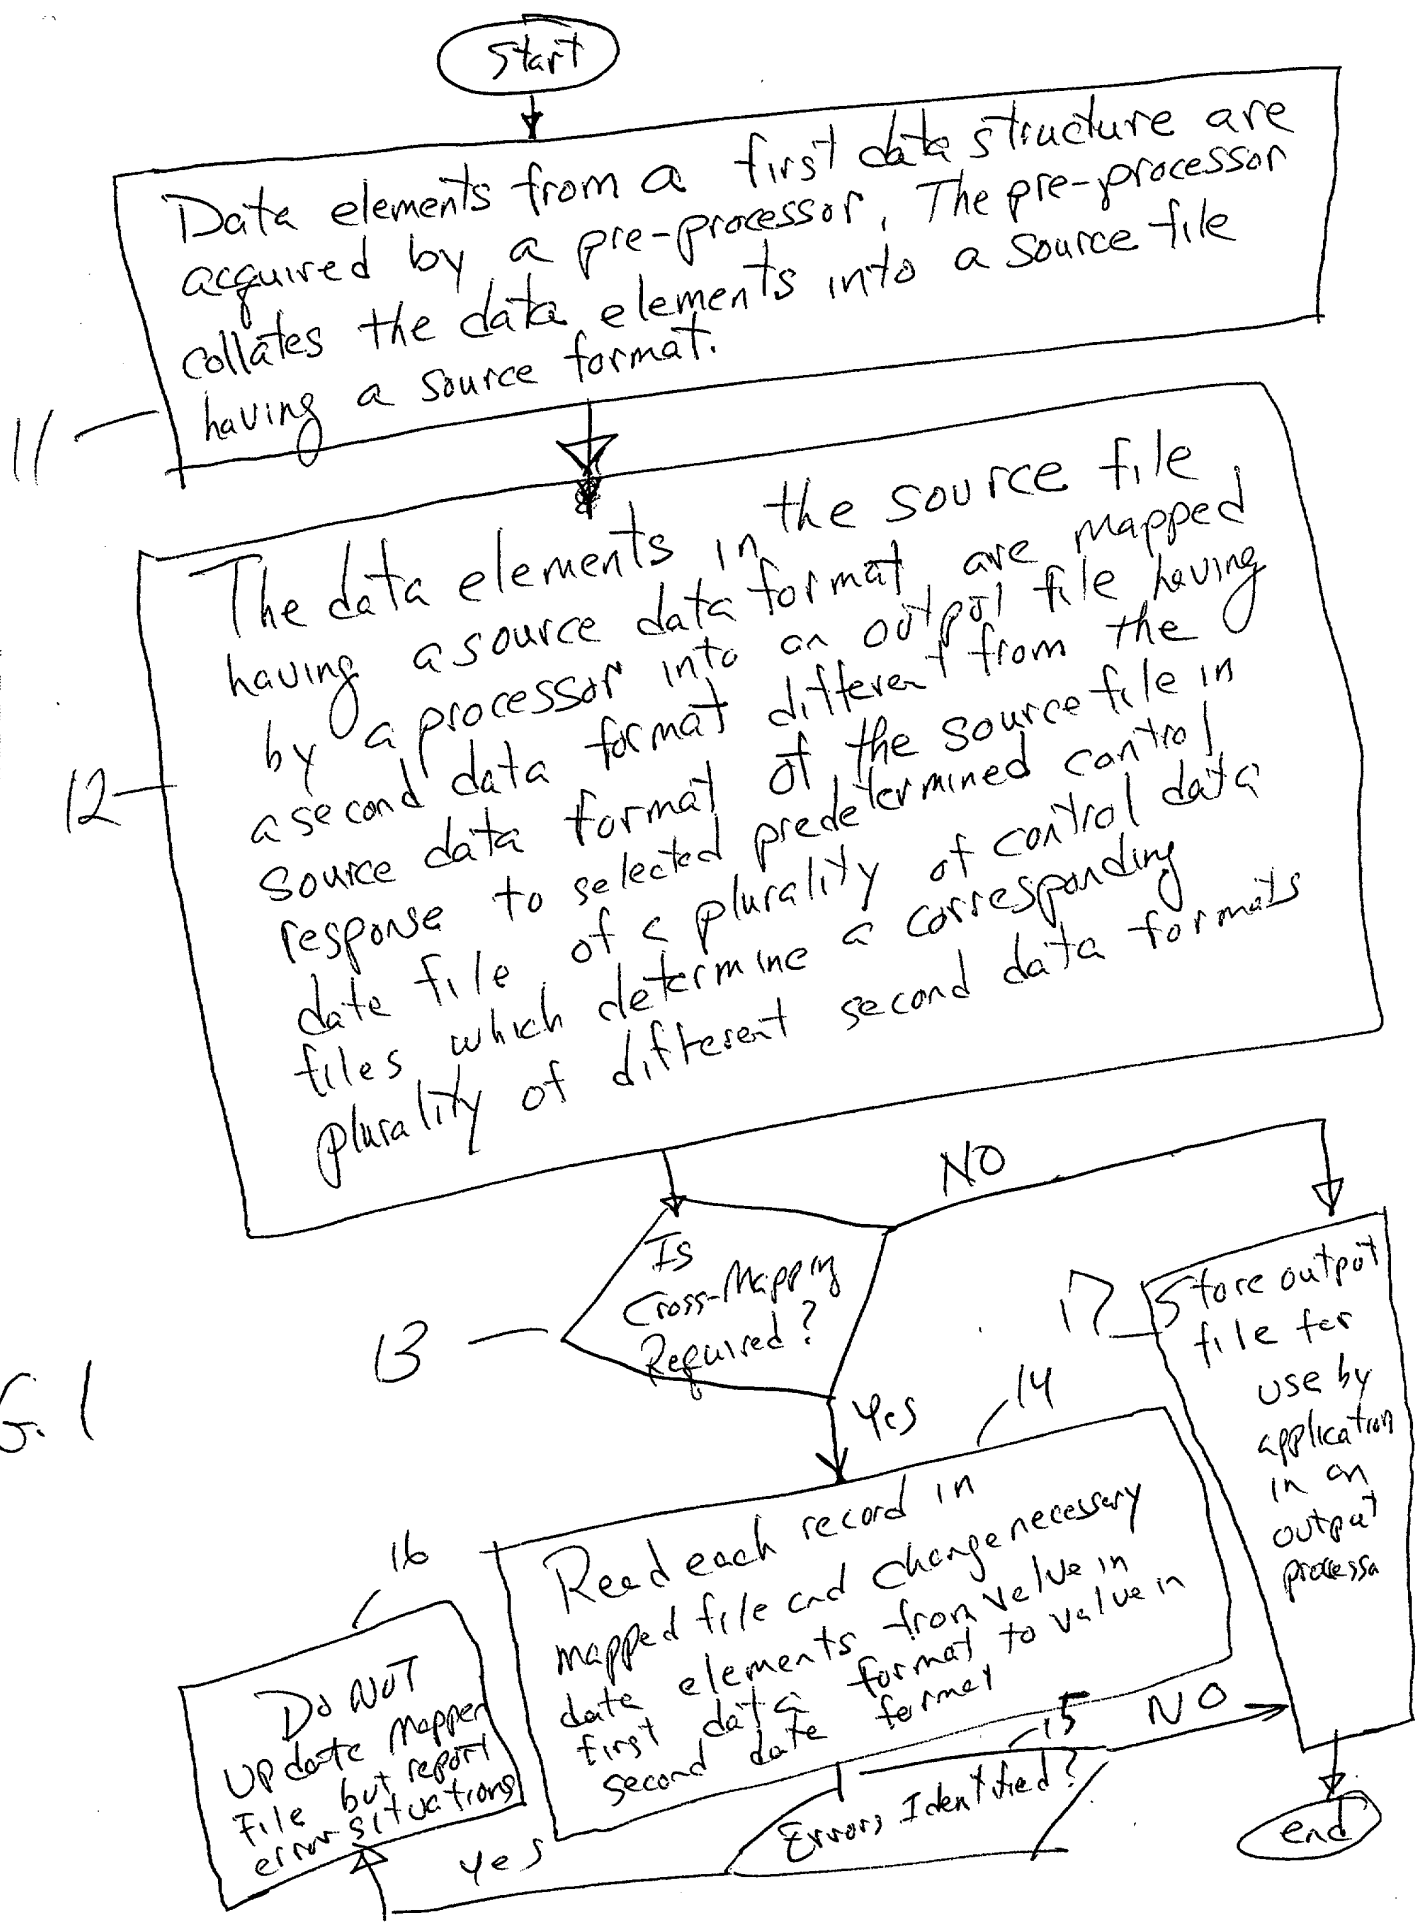 Start
Data elements from a first data structure are
acquired by a pre-processor. The pre-processor
collates the data elements into a source file
having a source format.
11
The data elements in the source file
having a source data format, are mapped
by a processor into an output file having
a second data format different from the
source data format of the source file in
response to selected predetermined control
data file, of a plurality of control data
files which determine a corresponding
plurality of different second data formats
12
NO
Is
Cross-Mapping
Required?
13
Yes
17
Store output
file for
use by
application
in an
output
processo
G. 1
14
Read each record in
mapped file and change necessary
data elements from value in
first data format to value in
second data format
16
Do NOT
Update Mapped
File but report
error situations
15
NO
Errors Identified?
Yes
end